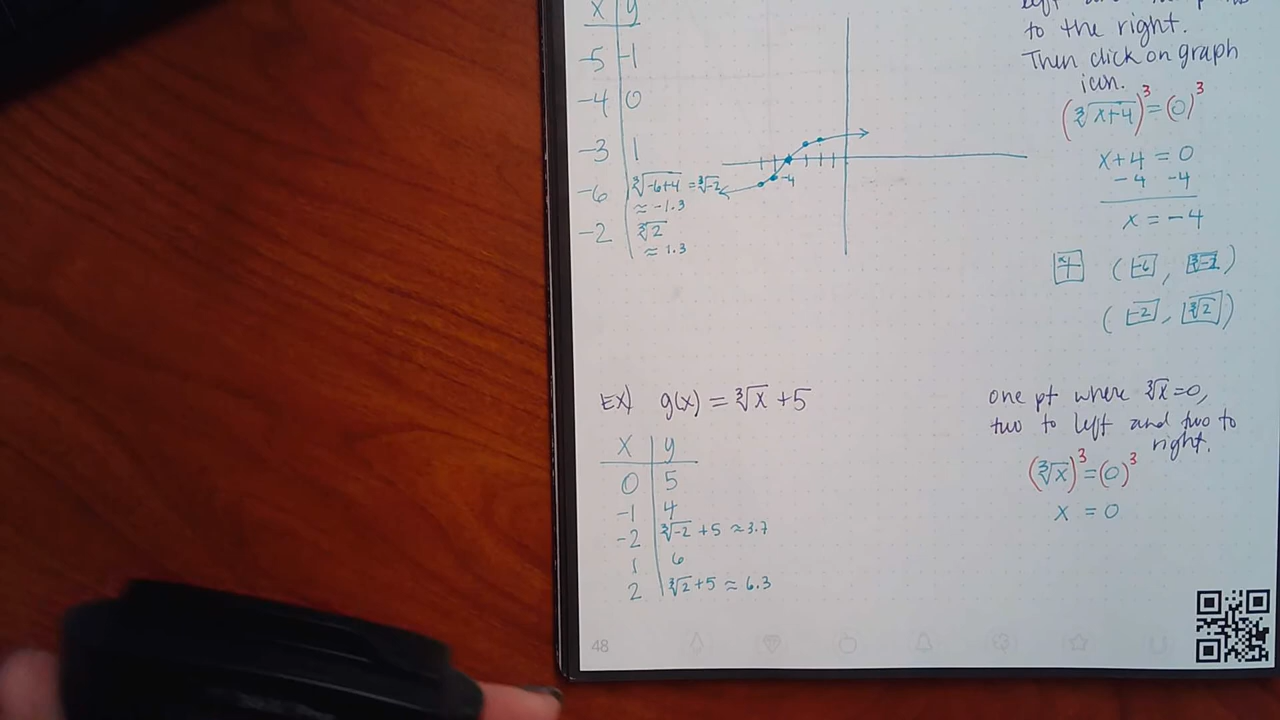 x y
-5 -1
-4 0
-3 1
-6 ∛(-6+4) = ∛-2
≈ -1.3
-2 ∛2
≈ 1.3
-4
to the right.
Then click on graph
icon.
(∛(x+4))³ = (0)³
x+4 = 0
-4 -4
x = -4
(-6, ∛-2)
(-2, ∛2)
EX) g(x) = ∛x + 5
x y
0 5
-1 4
-2 ∛-2 + 5 ≈ 3.7
1 6
2 ∛2 + 5 ≈ 6.3
one pt where ∛x = 0,
two to left and two to
right.
(∛x)³ = (0)³
x = 0
48